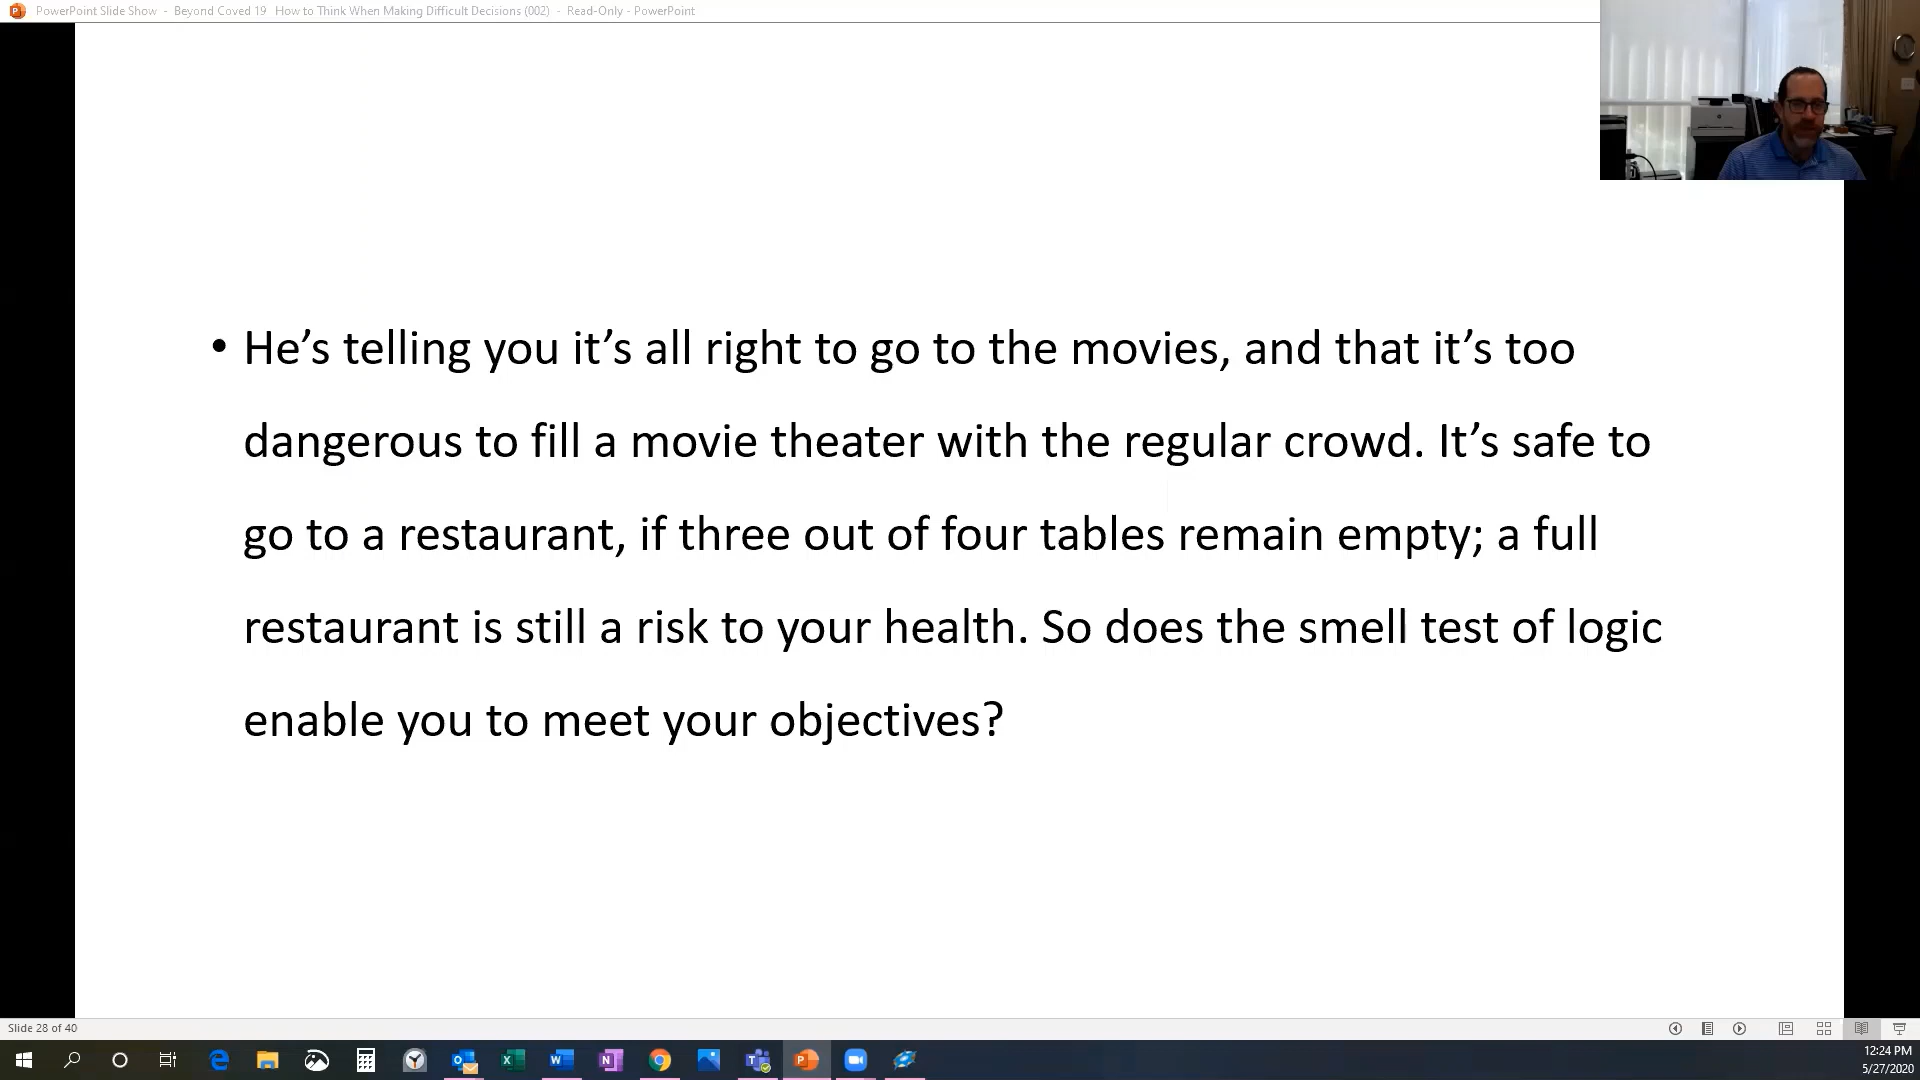 PowerPoint Slide Show - Beyond Coved 19 How to Think When Making Difficult Decisions (002) - Read-Only - PowerPoint
• He’s telling you it’s all right to go to the movies, and that it’s too
dangerous to fill a movie theater with the regular crowd. It’s safe to
go to a restaurant, if three out of four tables remain empty; a full
restaurant is still a risk to your health. So does the smell test of logic
enable you to meet your objectives?
Slide 28 of 40
12:24 PM
5/27/2020